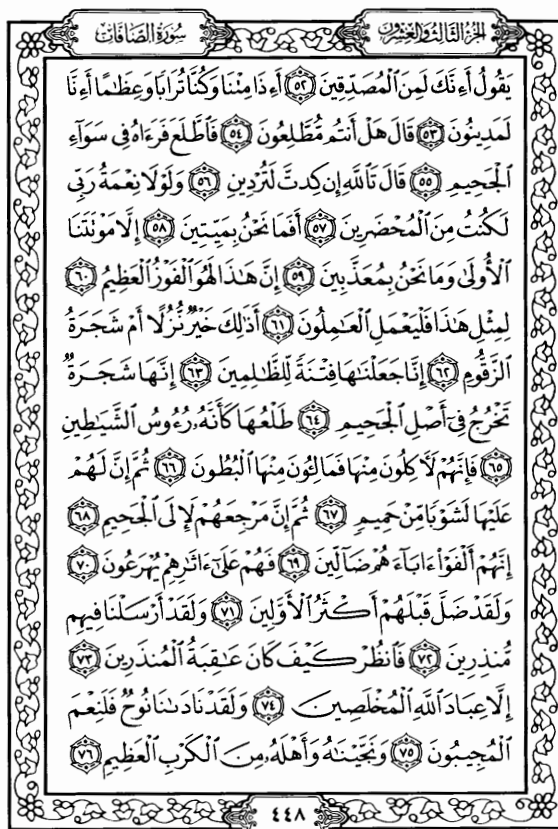 الجزء الثالث والعشرون
سورة الصافات
يَقُولُ أَءِنَّكَ لَمِنَ ٱلْمُصَدِّقِينَ ٥٢ أَءِذَا مِتْنَا وَكُنَّا تُرَابًا وَعِظَٰمًا أَءِنَّا
لَمَدِينُونَ ٥٣ قَالَ هَلْ أَنتُم مُّطَّلِعُونَ ٥٤ فَٱطَّلَعَ فَرَءَاهُ فِى سَوَآءِ
ٱلْجَحِيمِ ٥٥ قَالَ تَٱللَّهِ إِن كِدتَّ لَتُرْدِينِ ٥٦ وَلَوْلَا نِعْمَةُ رَبِّى
لَكُنتُ مِنَ ٱلْمُحْضَرِينَ ٥٧ أَفَمَا نَحْنُ بِمَيِّتِينَ ٥٨ إِلَّا مَوْتَتَنَا
ٱلْأُولَىٰ وَمَا نَحْنُ بِمُعَذَّبِينَ ٥٩ إِنَّ هَٰذَا لَهُوَ ٱلْفَوْزُ ٱلْعَظِيمُ ٦٠
لِمِثْلِ هَٰذَا فَلْيَعْمَلِ ٱلْعَٰمِلُونَ ٦١ أَذَٰلِكَ خَيْرٌ نُّزُلًا أَمْ شَجَرَةُ
ٱلزَّقُّومِ ٦٢ إِنَّا جَعَلْنَٰهَا فِتْنَةً لِّلظَّٰلِمِينَ ٦٣ إِنَّهَا شَجَرَةٌ
تَخْرُجُ فِىٓ أَصْلِ ٱلْجَحِيمِ ٦٤ طَلْعُهَا كَأَنَّهُۥ رُءُوسُ ٱلشَّيَٰطِينِ
٦٥ فَإِنَّهُمْ لَءَاكِلُونَ مِنْهَا فَمَالِـُٔونَ مِنْهَا ٱلْبُطُونَ ٦٦ ثُمَّ إِنَّ لَهُمْ
عَلَيْهَا لَشَوْبًا مِّنْ حَمِيمٍ ٦٧ ثُمَّ إِنَّ مَرْجِعَهُمْ لَإِلَى ٱلْجَحِيمِ ٦٨
إِنَّهُمْ أَلْفَوْا۟ ءَابَآءَهُمْ ضَآلِّينَ ٦٩ فَهُمْ عَلَىٰٓ ءَاثَٰرِهِمْ يُهْرَعُونَ ٧٠
وَلَقَدْ ضَلَّ قَبْلَهُمْ أَكْثَرُ ٱلْأَوَّلِينَ ٧١ وَلَقَدْ أَرْسَلْنَا فِيهِم
مُّنذِرِينَ ٧٢ فَٱنظُرْ كَيْفَ كَانَ عَٰقِبَةُ ٱلْمُنذَرِينَ ٧٣
إِلَّا عِبَادَ ٱللَّهِ ٱلْمُخْلَصِينَ ٧٤ وَلَقَدْ نَادَىٰنَا نُوحٌ فَلَنِعْمَ
ٱلْمُجِيبُونَ ٧٥ وَنَجَّيْنَٰهُ وَأَهْلَهُۥ مِنَ ٱلْكَرْبِ ٱلْعَظِيمِ ٧٦
٤٤٨